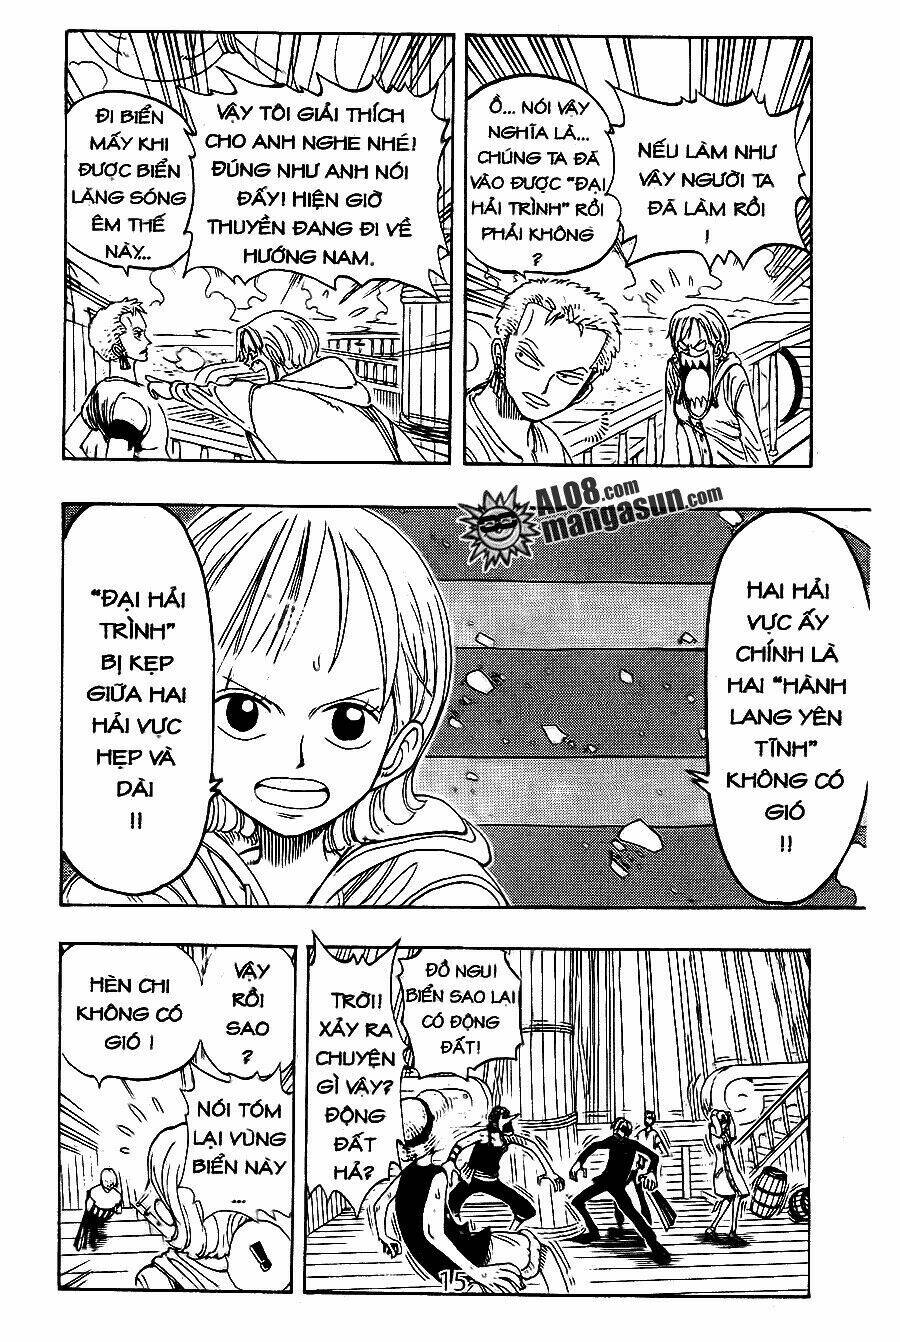 ĐI BIỂN
MẤY KHI
ĐƯỢC BIỂN
LẶNG SÓNG
ÊM THẾ
NÀY...
VẬY TÔI GIẢI THÍCH
CHO ANH NGHE NHÉ!
ĐÚNG NHƯ ANH NÓI
ĐẤY! HIỆN GIỜ
THUYỀN ĐANG ĐI VỀ
HƯỚNG NAM.
Ồ... NÓI VẬY
NGHĨA LÀ...
CHÚNG TA ĐÃ
VÀO ĐƯỢC "ĐẠI
HẢI TRÌNH" RỒI
PHẢI KHÔNG
?
NẾU LÀM NHƯ
VẬY NGƯỜI TA
ĐÃ LÀM RỒI
!
AL08.com
mangasun.com
"ĐẠI HẢI
TRÌNH"
BỊ KẸP
GIỮA HAI
HẢI VỰC
HẸP VÀ
DÀI
!!
HAI HẢI
VỰC ẤY
CHÍNH LÀ
HAI "HÀNH
LANG YÊN
TĨNH"
KHÔNG CÓ
GIÓ
!!
HÈN CHI
KHÔNG CÓ
GIÓ !
VẬY
RỒI
SAO
?
NÓI TÓM
LẠI VÙNG
BIỂN NÀY
...
!
TRỜI!
XẢY RA
CHUYỆN
GÌ VẬY?
ĐỘNG
ĐẤT
HẢ?
ĐỒ NGU!
BIỂN SAO LẠI
CÓ ĐỘNG
ĐẤT!
15